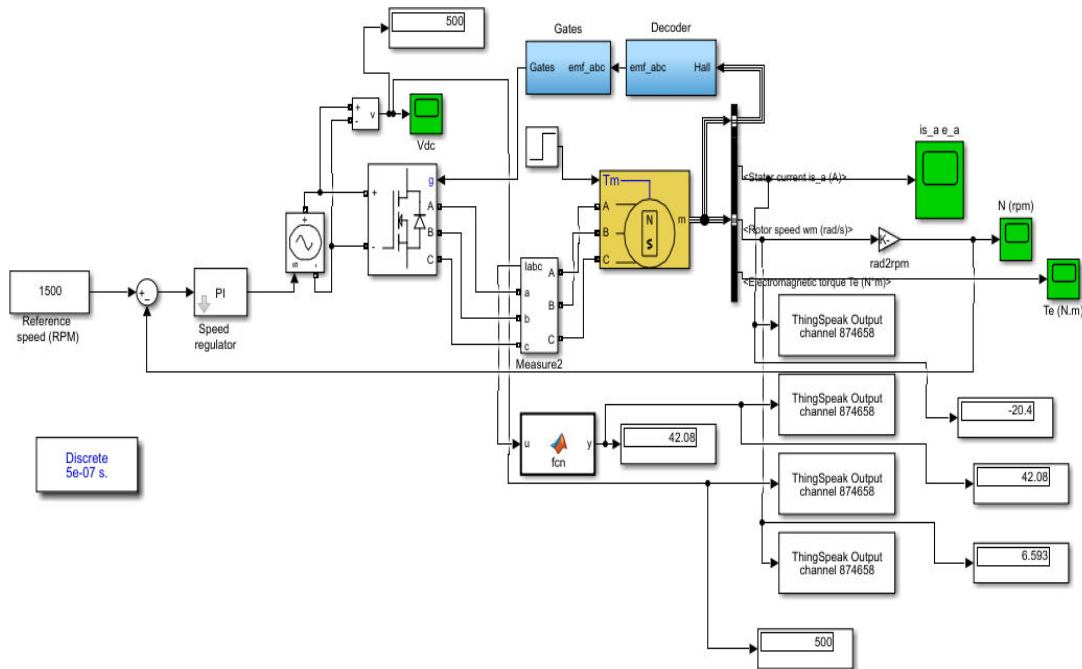 500
Gates
Decoder
Gates
emf_abc
emf_abc
Hall
+
-
v
Vdc
is_a e_a
<Stator current is_a (A)>
g
+
-
A
B
C
Tm
A
B
C
N
S
m
N (rpm)
<Rotor speed wm (rad/s)>
K-
rad2rpm
+
s
-
Iabc
a
b
c
A
B
C
Measure2
<Electromagnetic torque Te (N*m)>
Te (N.m)
1500
Reference
speed (RPM)
+
-
PI
Speed
regulator
ThingSpeak Output
channel 874658
ThingSpeak Output
channel 874658
-20.4
Discrete
5e-07 s.
u
y
fcn
42.08
ThingSpeak Output
channel 874658
42.08
ThingSpeak Output
channel 874658
6.593
500